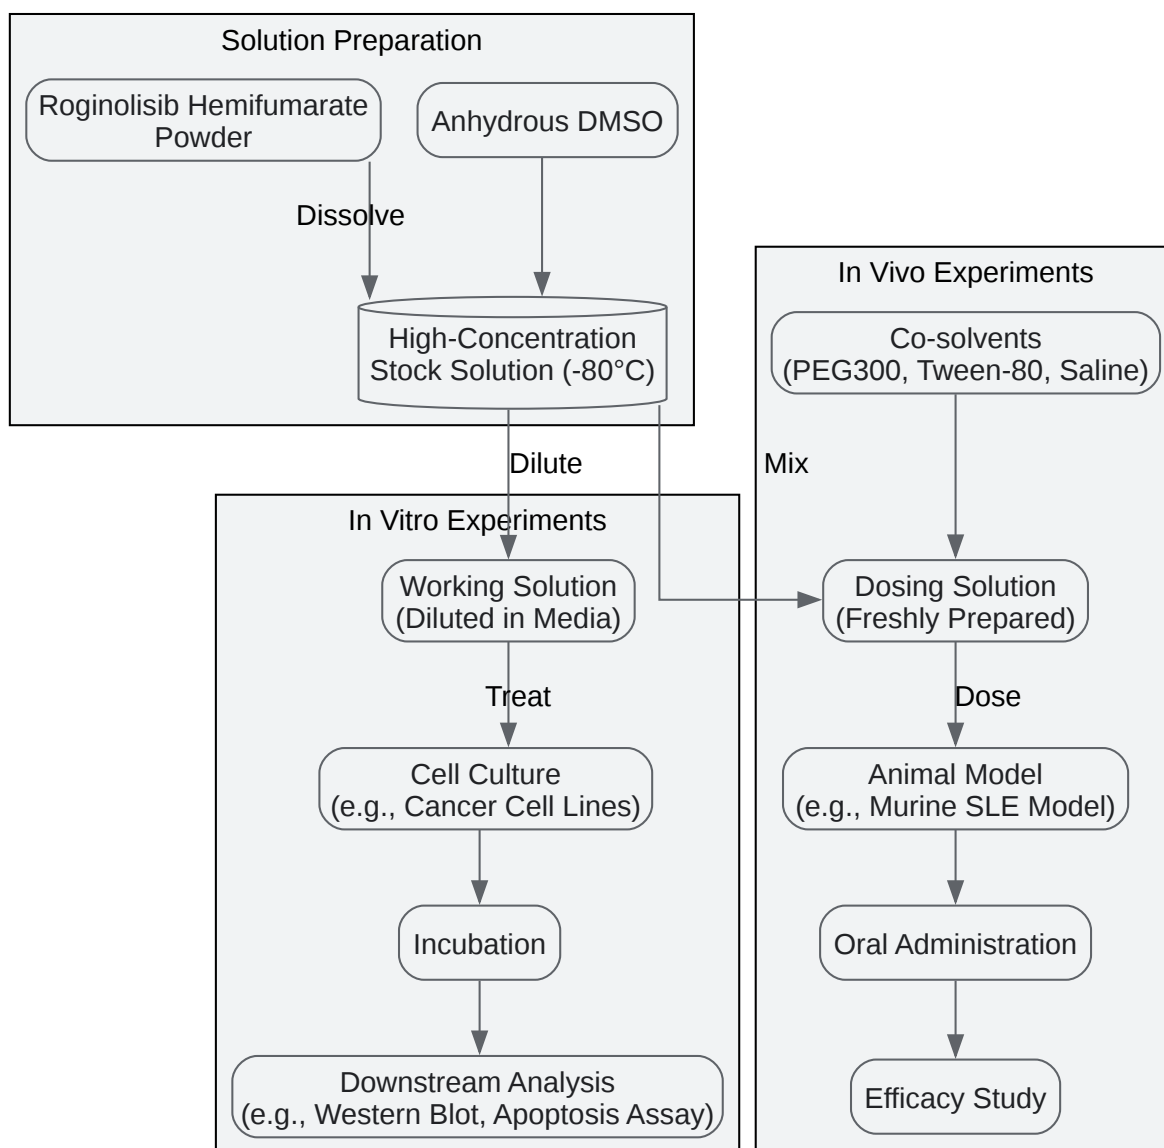 Solution Preparation
Roginolisib Hemifumarate
Powder
Anhydrous DMSO
Dissolve
High-Concentration
Stock Solution (-80°C)
Dilute
Mix
In Vitro Experiments
Working Solution
(Diluted in Media)
Treat
Cell Culture
(e.g., Cancer Cell Lines)
Incubation
Downstream Analysis
(e.g., Western Blot, Apoptosis Assay)
In Vivo Experiments
Co-solvents
(PEG300, Tween-80, Saline)
Dosing Solution
(Freshly Prepared)
Dose
Animal Model
(e.g., Murine SLE Model)
Oral Administration
Efficacy Study